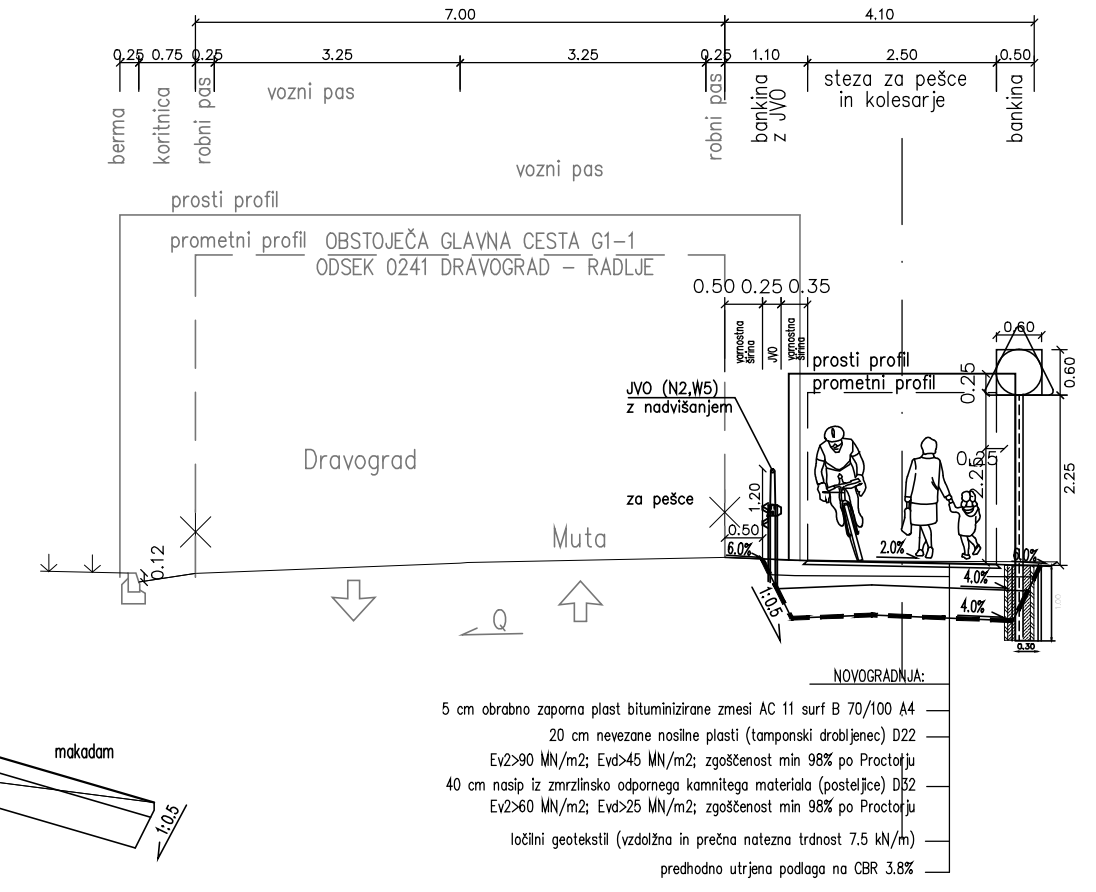 7.00
4.10
0.25
0.75
0.25
3.25
3.25
0.25
1.10
2.50
0.50
berma
koritnica
robni pas
vozni pas
vozni pas
robni pas
bankina
z JVO
steza za pešce
in kolesarje
bankina
prosti profil
prometni profil
OBSTOJEČA GLAVNA CESTA G1-1
ODSEK 0241 DRAVOGRAD - RADLJE
0.50
0.25
0.35
varnostna
širina
JVO
varnostna
širina
prosti profil
prometni profil
0.60
0.60
0.25
JVO (N2,W5)
z nadvišanjem
Dravograd
za pešce
1.20
0.50
2.25
2.25
Muta
0.12
6.0%
2.0%
6.0%
4.0%
4.0%
1:0.5
1.00
0.30
Q
NOVOGRADNJA:
5 cm obrabno zaporna plast bituminizirane zmesi AC 11 surf B 70/100 A4
20 cm nevezane nosilne plasti (tamponski drobljenec) D22
Ev2>90 MN/m2; Evd>45 MN/m2; zgoščenost min 98% po Proctorju
40 cm nasip iz zmrzlinsko odpornega kamnitega materiala (posteljice) D32
Ev2>60 MN/m2; Evd>25 MN/m2; zgoščenost min 98% po Proctorju
ločilni geotekstil (vzdolžna in prečna natezna trdnost 7.5 kN/m)
predhodno utrjena podlaga na CBR 3.8%
makadam
1:0.5